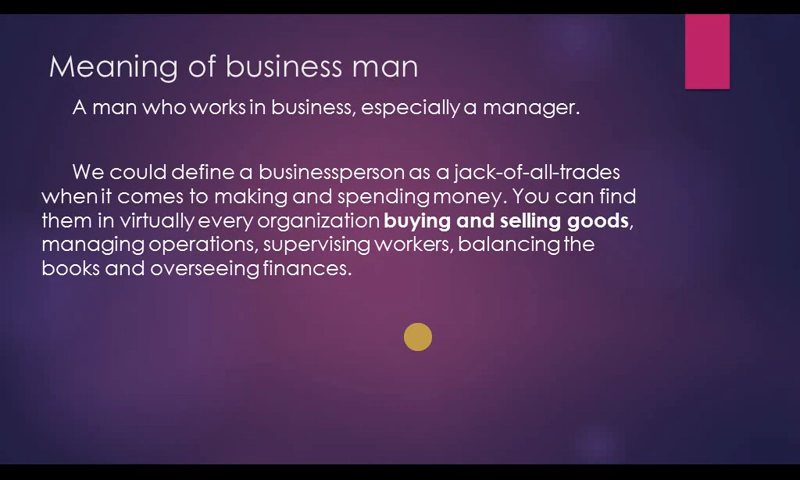 Meaning of business man
A man who works in business, especially a manager.
We could define a businessperson as a jack-of-all-trades
when it comes to making and spending money. You can find
them in virtually every organization buying and selling goods,
managing operations, supervising workers, balancing the
books and overseeing finances.